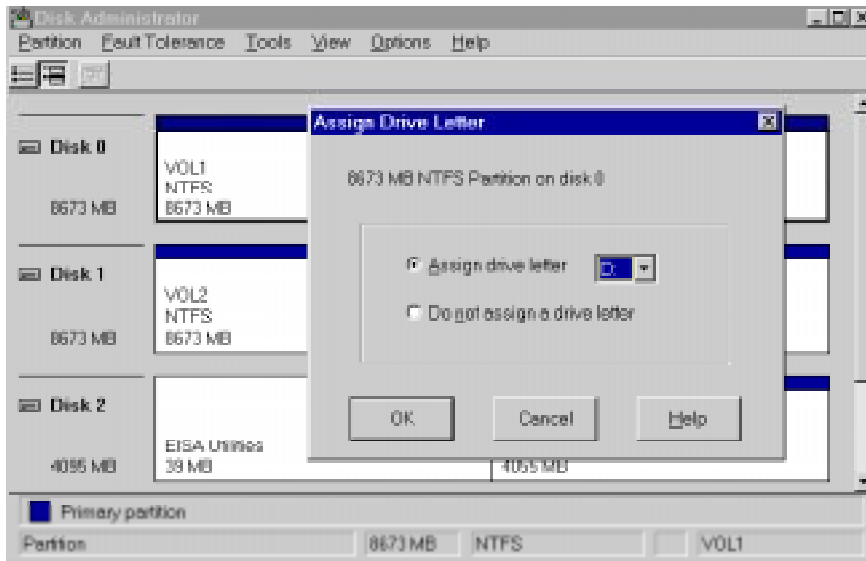 Disk Administrator
Partition Fault Tolerance Tools View Options Help
Assign Drive Letter
Disk 0
8673 MB
VOL1
NTFS
8673 MB
8673 MB NTFS Partition on disk 0
Assign drive letter D:
Do not assign a drive letter
OK Cancel Help
Disk 1
8673 MB
VOL2
NTFS
8673 MB
Disk 2
4095 MB
EISA Utilities
39 MB
4055 MB
Primary partition
Partition 8673 MB NTFS VOL1